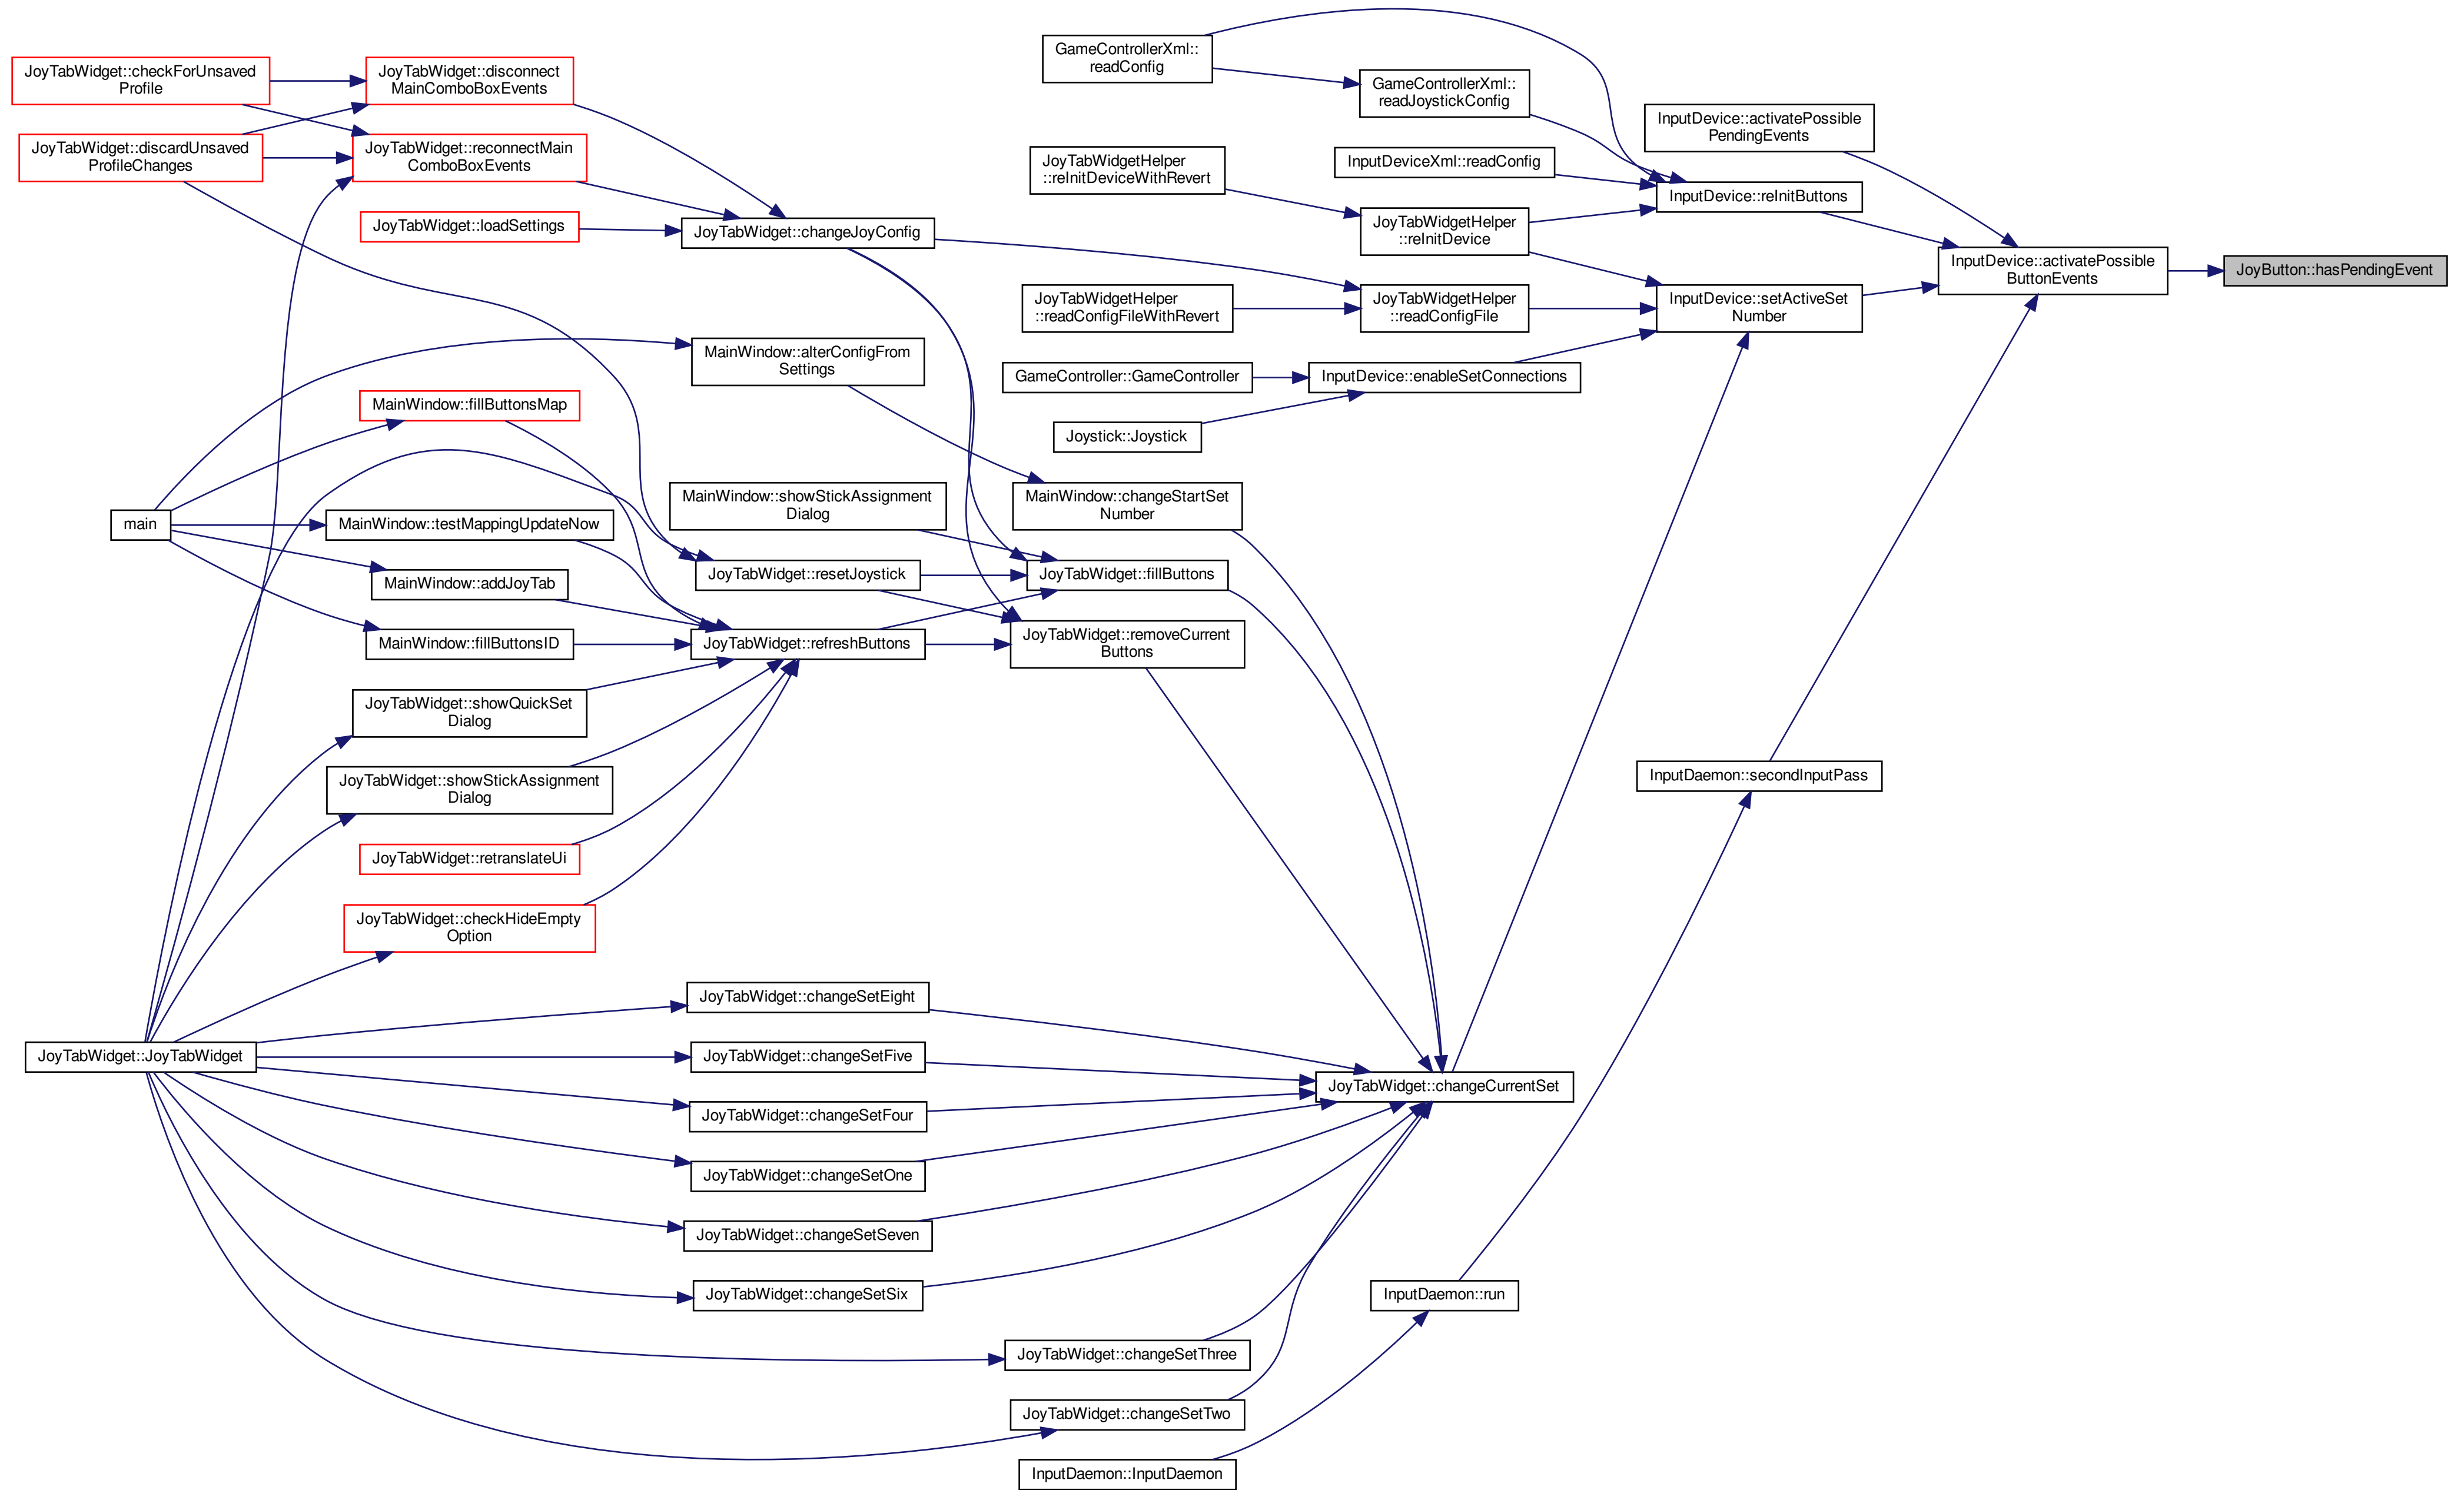 GameControllerXml::
readConfig
JoyTabWidget::checkForUnsaved
Profile
JoyTabWidget::disconnect
MainComboBoxEvents
GameControllerXml::
readJoystickConfig
InputDevice::activatePossible
PendingEvents
JoyTabWidget::discardUnsaved
ProfileChanges
JoyTabWidget::reconnectMain
ComboBoxEvents
JoyTabWidgetHelper
::reInitDeviceWithRevert
InputDeviceXml::readConfig
InputDevice::reInitButtons
JoyTabWidget::loadSettings
JoyTabWidget::changeJoyConfig
JoyTabWidgetHelper
::reInitDevice
InputDevice::activatePossible
ButtonEvents
JoyButton::hasPendingEvent
JoyTabWidgetHelper
::readConfigFileWithRevert
JoyTabWidgetHelper
::readConfigFile
InputDevice::setActiveSet
Number
MainWindow::alterConfigFrom
Settings
GameController::GameController
InputDevice::enableSetConnections
MainWindow::fillButtonsMap
Joystick::Joystick
MainWindow::showStickAssignment
Dialog
MainWindow::changeStartSet
Number
main
MainWindow::testMappingUpdateNow
MainWindow::addJoyTab
JoyTabWidget::resetJoystick
JoyTabWidget::fillButtons
MainWindow::fillButtonsID
JoyTabWidget::refreshButtons
JoyTabWidget::removeCurrent
Buttons
JoyTabWidget::showQuickSet
Dialog
JoyTabWidget::showStickAssignment
Dialog
InputDaemon::secondInputPass
JoyTabWidget::retranslateUi
JoyTabWidget::checkHideEmpty
Option
JoyTabWidget::changeSetEight
JoyTabWidget::JoyTabWidget
JoyTabWidget::changeSetFive
JoyTabWidget::changeCurrentSet
JoyTabWidget::changeSetFour
JoyTabWidget::changeSetOne
JoyTabWidget::changeSetSeven
JoyTabWidget::changeSetSix
InputDaemon::run
JoyTabWidget::changeSetThree
JoyTabWidget::changeSetTwo
InputDaemon::InputDaemon